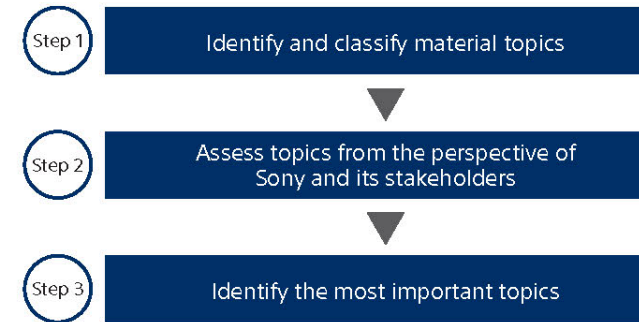 Step 1
Identify and classify material topics
Step 2
Assess topics from the perspective of
Sony and its stakeholders
Step 3
Identify the most important topics